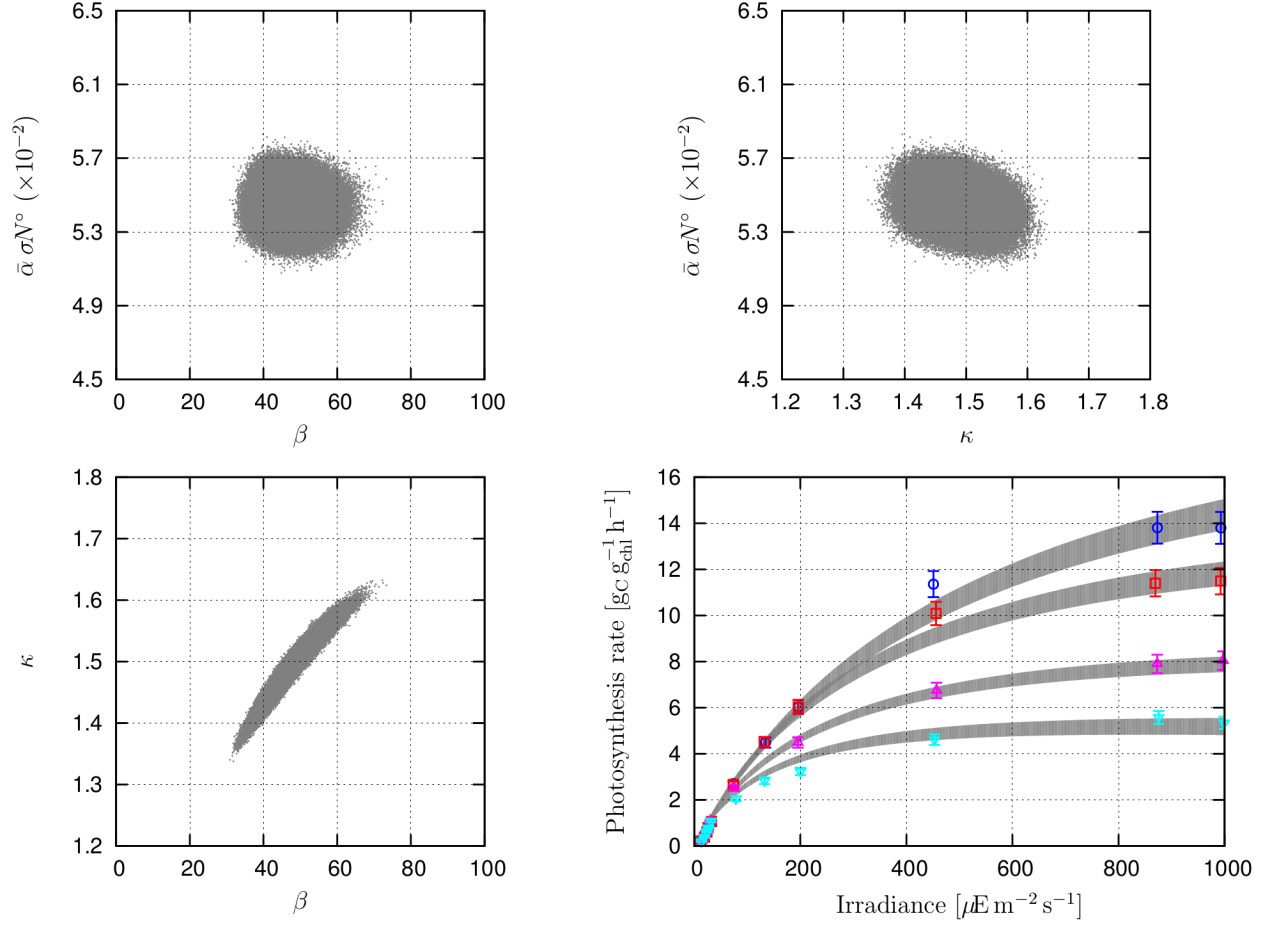 6.5
6.1
5.7
5.3
4.9
4.5
ᾱ σN° (×10⁻²)
0 20 40 60 80 100
β
6.5
6.1
5.7
5.3
4.9
4.5
ᾱ σN° (×10⁻²)
1.2 1.3 1.4 1.5 1.6 1.7 1.8
κ
1.8
1.7
1.6
1.5
1.4
1.3
1.2
κ
0 20 40 60 80 100
β
16
14
12
10
8
6
4
2
0
Photosynthesis rate [gC g⁻¹chl h⁻¹]
0 200 400 600 800 1000
Irradiance [μE m⁻² s⁻¹]